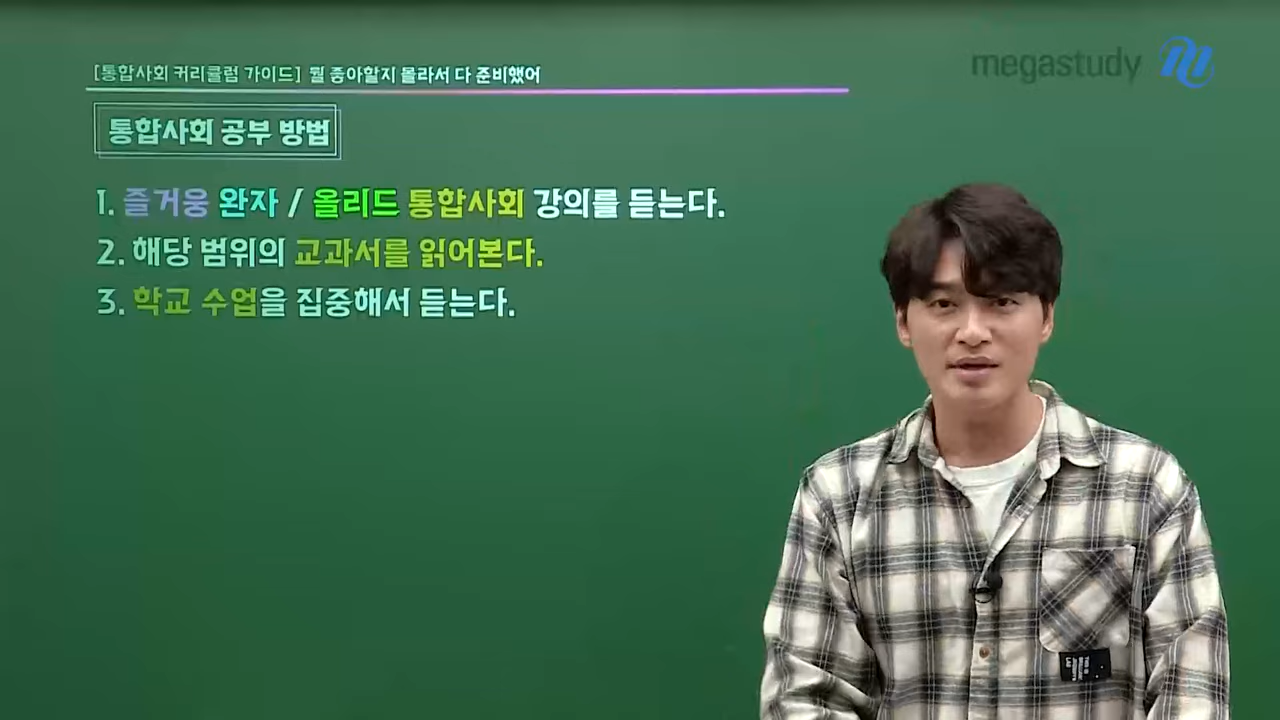 [통합사회 커리큘럼 가이드] 뭘 좋아할지 몰라서 다 준비했어
megastudy
통합사회 공부 방법
1. 즐거웅 완자 / 올리드 통합사회 강의를 듣는다.
2. 해당 범위의 교과서를 읽어본다.
3. 학교 수업을 집중해서 듣는다.